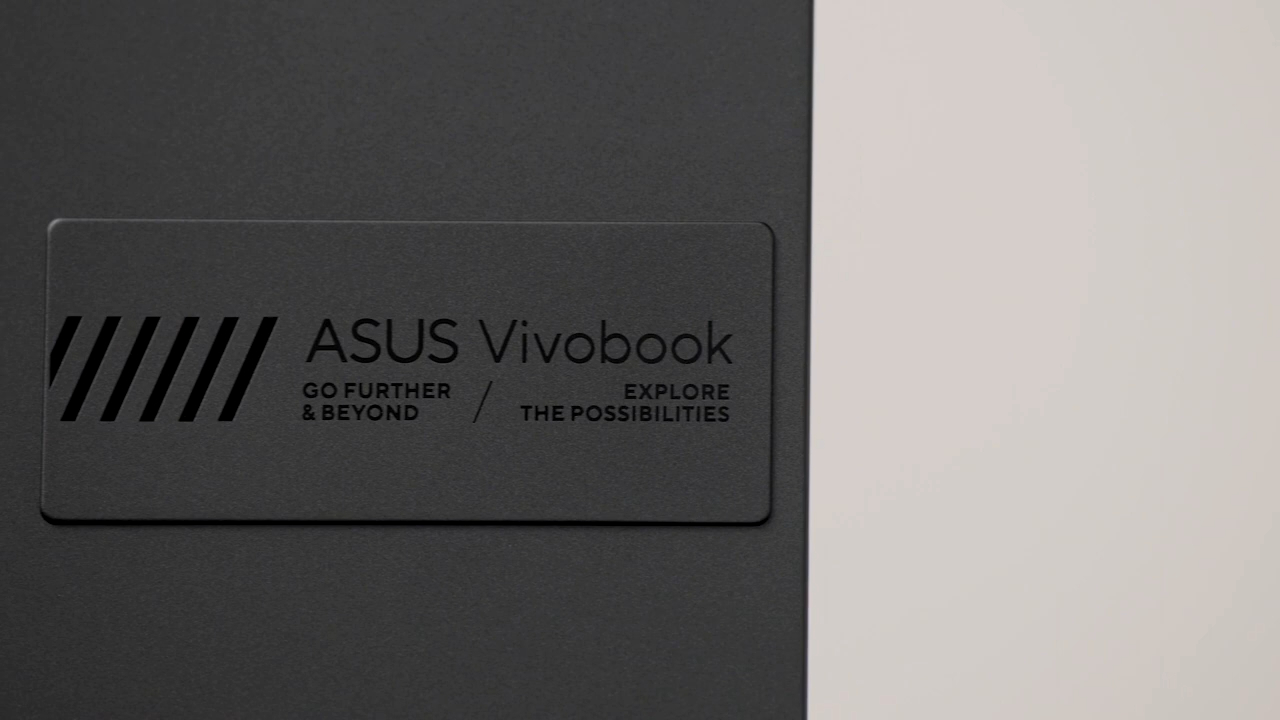 ASUS Vivobook
GO FURTHER
& BEYOND
/
EXPLORE
THE POSSIBILITIES